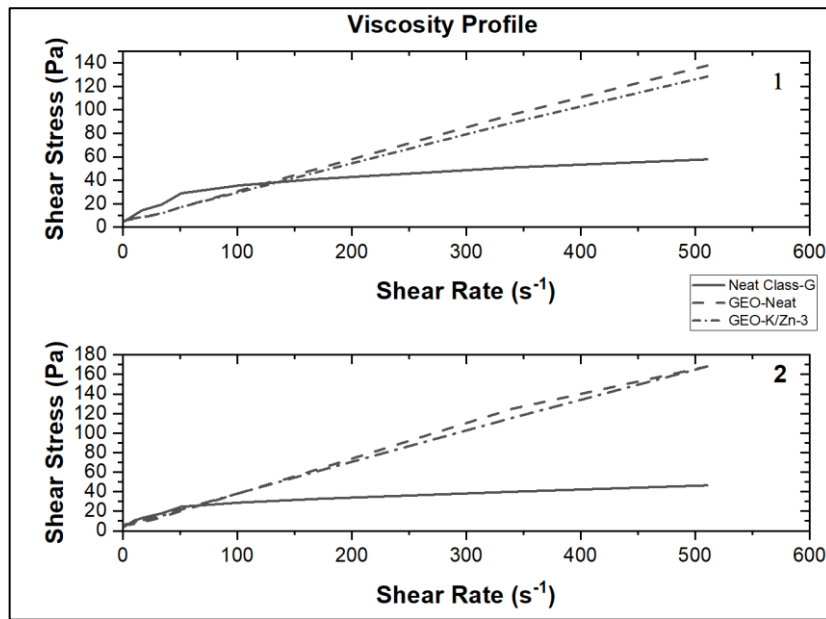 Viscosity Profile
Shear Stress (Pa)
140
120
100
80
60
40
20
0
1
0 100 200 300 400 500 600
Shear Rate (s⁻¹)
Neat Class-G
GEO-Neat
GEO-K/Zn-3
Shear Stress (Pa)
180
160
140
120
100
80
60
40
20
0
2
0 100 200 300 400 500 600
Shear Rate (s⁻¹)